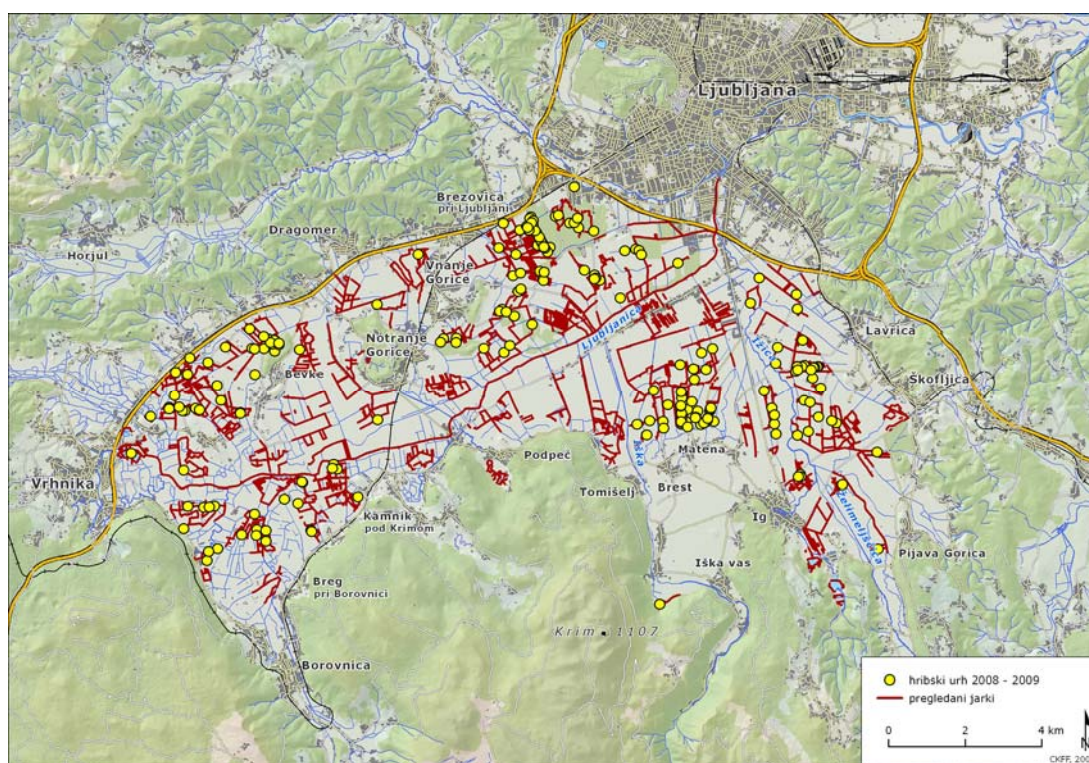 Ljubljana
Brezovica
pri Ljubljani
Dragomer
Horjul
Vnanje
Gorice
Notranje
Gorice
Ljubljanica
Ižica
Lavrica
Škofljica
Bevke
Vrhnika
Podpeč
Iška
Matena
Tomišelj
Brest
Kamnik
pod Krimom
Ig
Želimeljščica
Pijava Gorica
Iška vas
Breg
pri Borovnici
Krim 1107
Borovnica
hribski urh 2008 - 2009
pregledani jarki
0 2 4 km
N
CKFF,